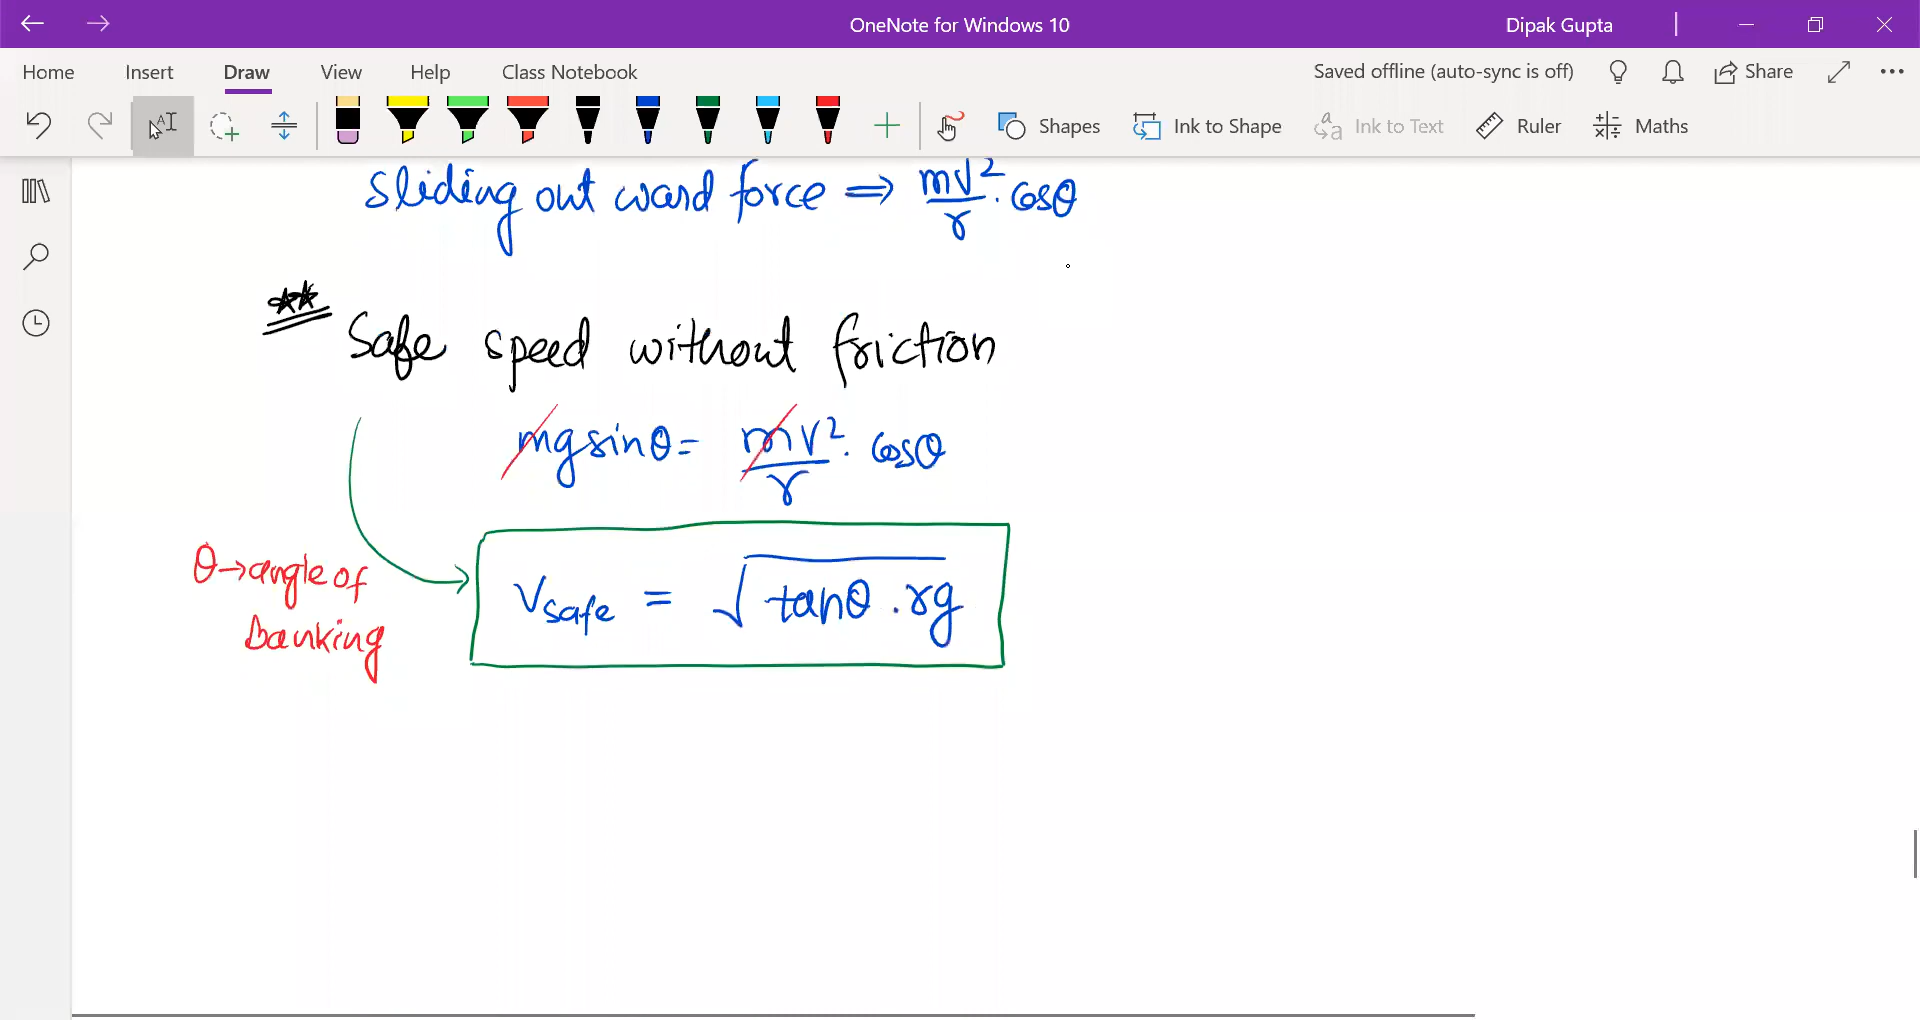 OneNote for Windows 10
Dipak Gupta
Home Insert Draw View Help Class Notebook
Saved offline (auto-sync is off) Share
Shapes Ink to Shape Ink to Text Ruler Maths
sliding out ward force ⇒ mv²/r . cosθ
** Safe speed without friction
mgsinθ = mv²/r . cosθ
θ→angle of
banking
Vsafe = √tanθ . rg